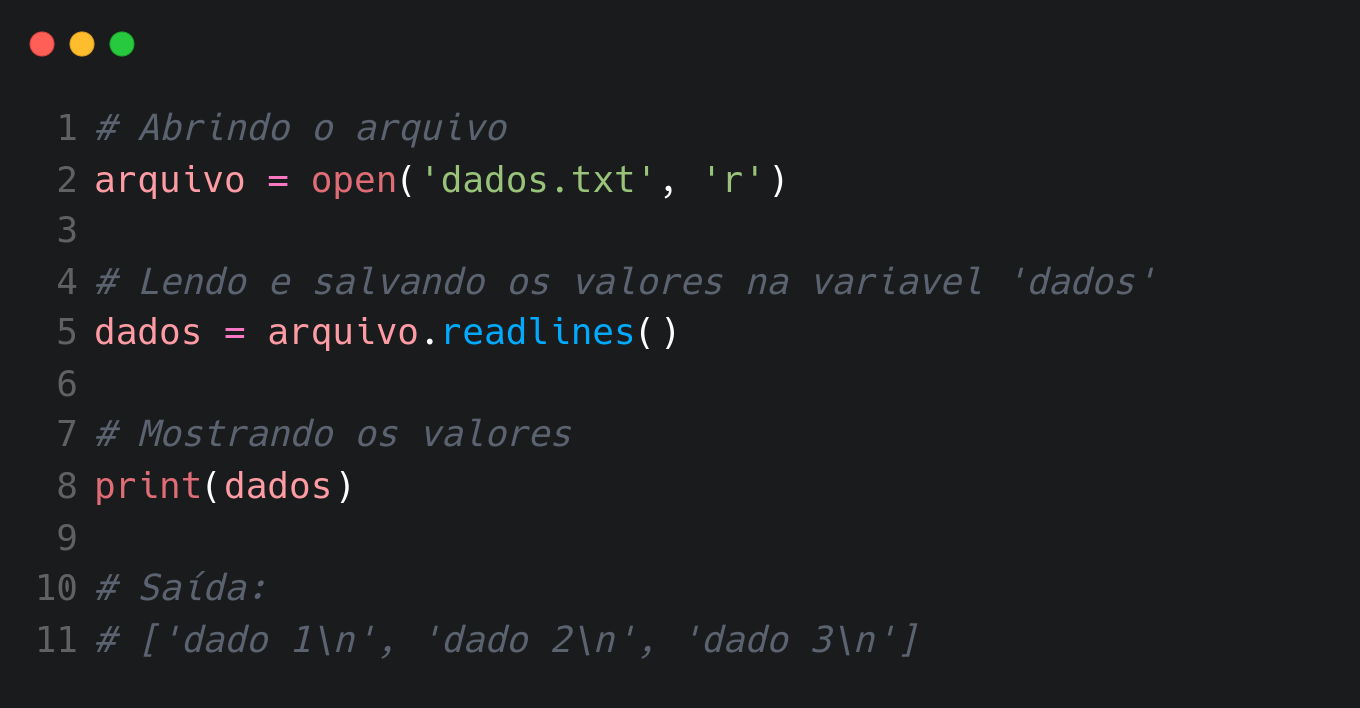 1 # Abrindo o arquivo
2 arquivo = open('dados.txt', 'r')
3
4 # Lendo e salvando os valores na variavel 'dados'
5 dados = arquivo.readlines()
6
7 # Mostrando os valores
8 print(dados)
9
10 # Saída:
11 # ['dado 1\n', 'dado 2\n', 'dado 3\n']